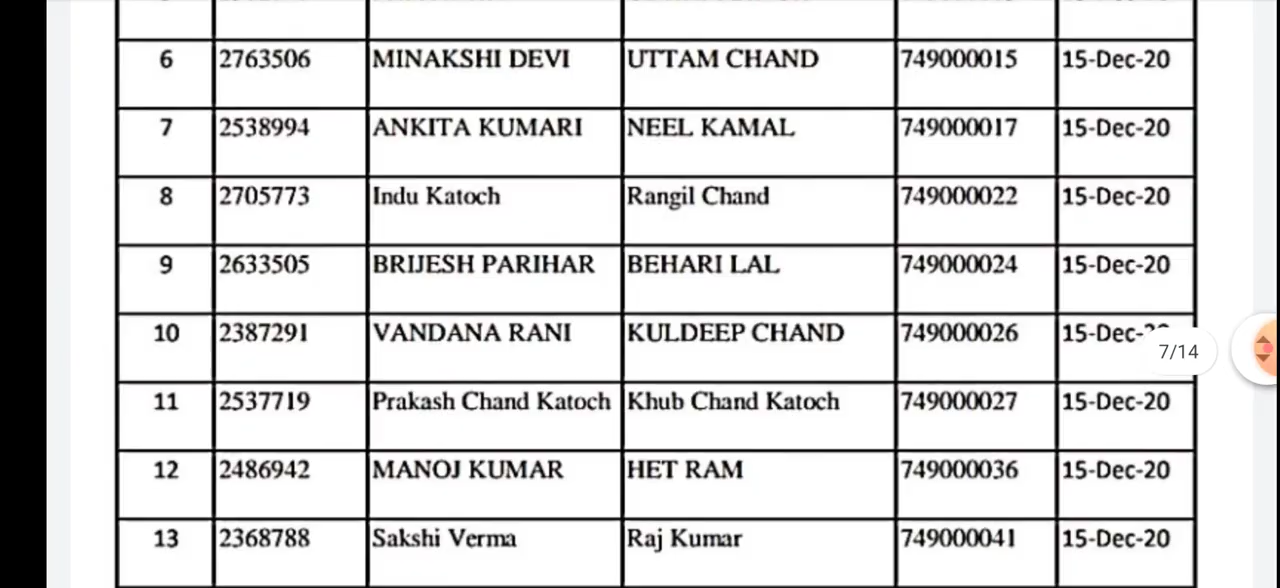 6 2763506 MINAKSHI DEVI UTTAM CHAND 749000015 15-Dec-20
7 2538994 ANKITA KUMARI NEEL KAMAL 749000017 15-Dec-20
8 2705773 Indu Katoch Rangil Chand 749000022 15-Dec-20
9 2633505 BRIJESH PARIHAR BEHARI LAL 749000024 15-Dec-20
10 2387291 VANDANA RANI KULDEEP CHAND 749000026 15-Dec-
7/14
11 2537719 Prakash Chand Katoch Khub Chand Katoch 749000027 15-Dec-20
12 2486942 MANOJ KUMAR HET RAM 749000036 15-Dec-20
13 2368788 Sakshi Verma Raj Kumar 749000041 15-Dec-20